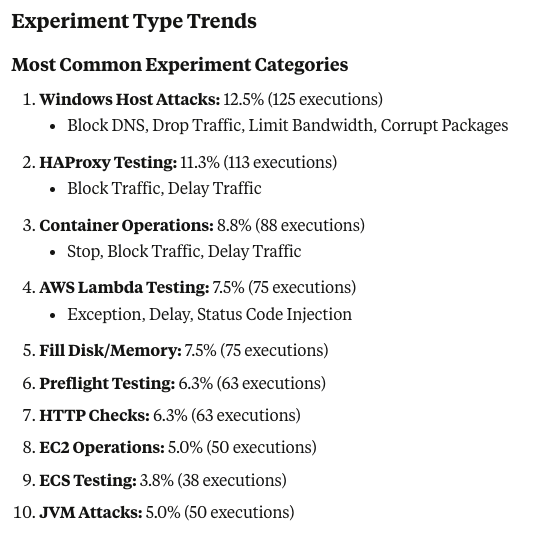 Experiment Type Trends
Most Common Experiment Categories
1. Windows Host Attacks: 12.5% (125 executions)
• Block DNS, Drop Traffic, Limit Bandwidth, Corrupt Packages
2. HAProxy Testing: 11.3% (113 executions)
• Block Traffic, Delay Traffic
3. Container Operations: 8.8% (88 executions)
• Stop, Block Traffic, Delay Traffic
4. AWS Lambda Testing: 7.5% (75 executions)
• Exception, Delay, Status Code Injection
5. Fill Disk/Memory: 7.5% (75 executions)
6. Preflight Testing: 6.3% (63 executions)
7. HTTP Checks: 6.3% (63 executions)
8. EC2 Operations: 5.0% (50 executions)
9. ECS Testing: 3.8% (38 executions)
10. JVM Attacks: 5.0% (50 executions)